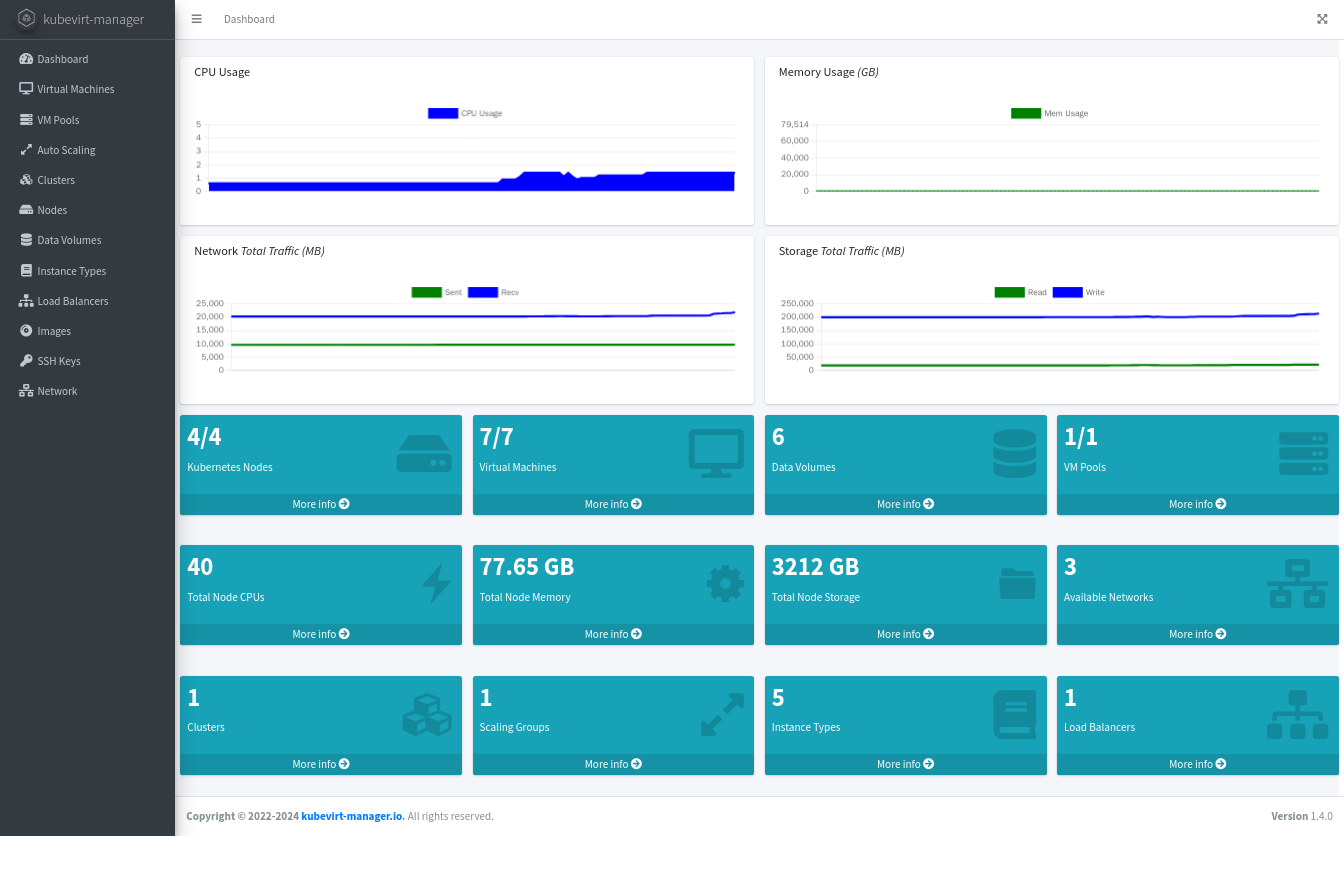 kubevirt-manager
Dashboard
Dashboard
Virtual Machines
VM Pools
Auto Scaling
Clusters
Nodes
Data Volumes
Instance Types
Load Balancers
Images
SSH Keys
Network
CPU Usage
CPU Usage
5
4
3
2
1
0
Memory Usage (GB)
Mem Usage
79,514
60,000
40,000
20,000
0
Network Total Traffic (MB)
Sent Recv
25,000
20,000
15,000
10,000
5,000
0
Storage Total Traffic (MB)
Read Write
250,000
200,000
150,000
100,000
50,000
0
4/4
Kubernetes Nodes
More info
7/7
Virtual Machines
More info
6
Data Volumes
More info
1/1
VM Pools
More info
40
Total Node CPUs
More info
77.65 GB
Total Node Memory
More info
3212 GB
Total Node Storage
More info
3
Available Networks
More info
1
Clusters
More info
1
Scaling Groups
More info
5
Instance Types
More info
1
Load Balancers
More info
Copyright © 2022-2024 kubevirt-manager.io. All rights reserved.
Version 1.4.0